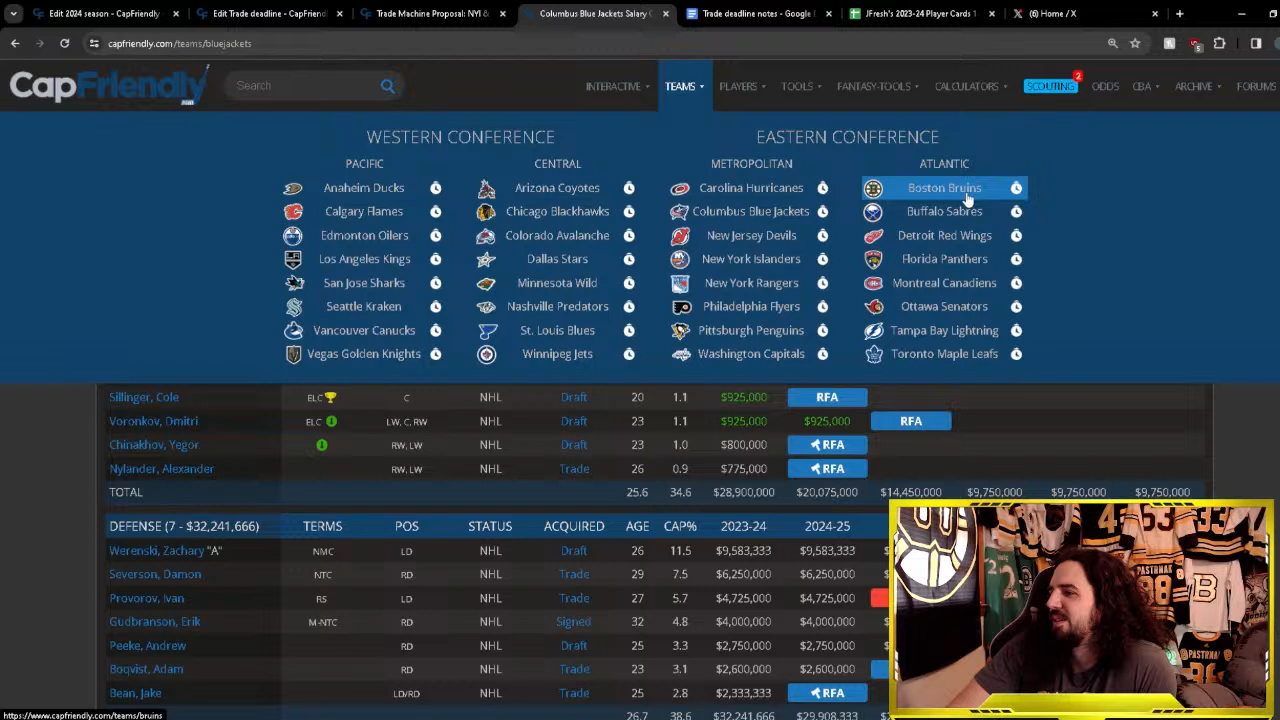 Edit 2024 season - CapFriendly
Edit Trade deadline - CapFrien
Trade Machine Proposal: NYI &
Columbus Blue Jackets Salary C
Trade deadline notes - Google D
JFresh's 2023-24 Player Cards 1
(6) Home / X
capfriendly.com/teams/bluejackets
CapFriendly
.com
Search
INTERACTIVE
TEAMS
PLAYERS
TOOLS
FANTASY-TOOLS
CALCULATORS
SCOUTING
2
ODDS
CBA
ARCHIVE
FORUMS
WESTERN CONFERENCE
EASTERN CONFERENCE
PACIFIC
CENTRAL
METROPOLITAN
ATLANTIC
Anaheim Ducks
Arizona Coyotes
Carolina Hurricanes
Boston Bruins
Calgary Flames
Chicago Blackhawks
Columbus Blue Jackets
Buffalo Sabres
Edmonton Oilers
Colorado Avalanche
New Jersey Devils
Detroit Red Wings
Los Angeles Kings
Dallas Stars
New York Islanders
Florida Panthers
San Jose Sharks
Minnesota Wild
New York Rangers
Montreal Canadiens
Seattle Kraken
Nashville Predators
Philadelphia Flyers
Ottawa Senators
Vancouver Canucks
St. Louis Blues
Pittsburgh Penguins
Tampa Bay Lightning
Vegas Golden Knights
Winnipeg Jets
Washington Capitals
Toronto Maple Leafs
Sillinger, Cole ELC C NHL Draft 20 1.1 $925,000 RFA
Voronkov, Dmitri ELC LW, C, RW NHL Draft 23 1.1 $925,000 $925,000 RFA
Chinakhov, Yegor RW, LW NHL Draft 23 1.0 $800,000 RFA
Nylander, Alexander RW, LW NHL Trade 26 0.9 $775,000 RFA
TOTAL 25.6 34.6 $28,900,000 $20,075,000 $14,450,000 $9,750,000 $9,750,000 $9,750,000
DEFENSE (7 - $32,241,666) TERMS POS STATUS ACQUIRED AGE CAP% 2023-24 2024-25
Werenski, Zachary "A" NMC LD NHL Draft 26 11.5 $9,583,333 $9,583,333
Severson, Damon NTC RD NHL Trade 29 7.5 $6,250,000 $6,250,000
Provorov, Ivan RS LD NHL Trade 27 5.7 $4,725,000 $4,725,000
Gudbranson, Erik M-NTC RD NHL Signed 32 4.8 $4,000,000 $4,000,000
Peeke, Andrew RD NHL Draft 25 3.3 $2,750,000 $2,750,000
Boqvist, Adam RD NHL Trade 23 3.1 $2,600,000 $2,600,000
Bean, Jake LD/RD NHL Trade 25 2.8 $2,333,333 RFA
26.7 38.6 $32,241,666 $29,908,333
https://www.capfriendly.com/teams/bruins
PASTRNAK
88
B
PASTRNAK